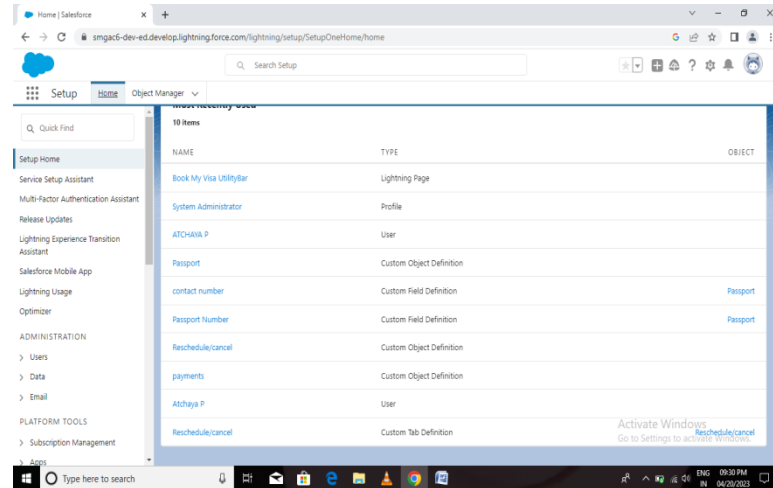 Home | Salesforce
smgac6-dev-ed.develop.lightning.force.com/lightning/setup/SetupOneHome/home
Search Setup
Setup Home Object Manager
Most Recently Used
10 items
Quick Find
NAME TYPE OBJECT
Setup Home
Service Setup Assistant
Book My Visa UtilityBar Lightning Page
Multi-Factor Authentication Assistant
System Administrator Profile
Release Updates
Lightning Experience Transition
Assistant
ATCHAYA P User
Salesforce Mobile App
Passport Custom Object Definition
Lightning Usage
contact number Custom Field Definition Passport
Optimizer
Passport Number Custom Field Definition Passport
ADMINISTRATION
Reschedule/cancel Custom Object Definition
Users
Data
payments Custom Object Definition
Email
Atchaya P User
PLATFORM TOOLS
Activate Windows
Reschedule/cancel Custom Tab Definition Reschedule/cancel
Go to Settings to activate Windows.
Subscription Management
Apps
Type here to search
ENG 09:30 PM
IN 04/20/2023